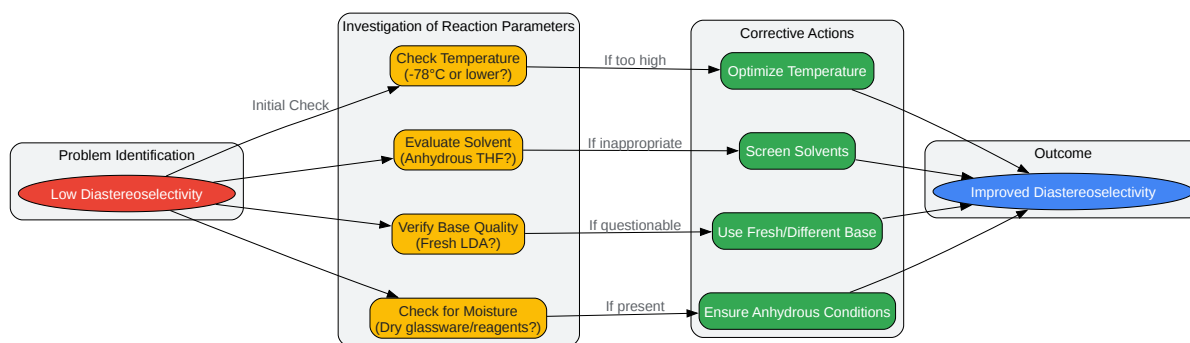 Problem Identification
Low Diastereoselectivity
Initial Check
Investigation of Reaction Parameters
Check Temperature
(-78°C or lower?)
Evaluate Solvent
(Anhydrous THF?)
Verify Base Quality
(Fresh LDA?)
Check for Moisture
(Dry glassware/reagents?)
If too high
If inappropriate
If questionable
If present
Corrective Actions
Optimize Temperature
Screen Solvents
Use Fresh/Different Base
Ensure Anhydrous Conditions
Outcome
Improved Diastereoselectivity